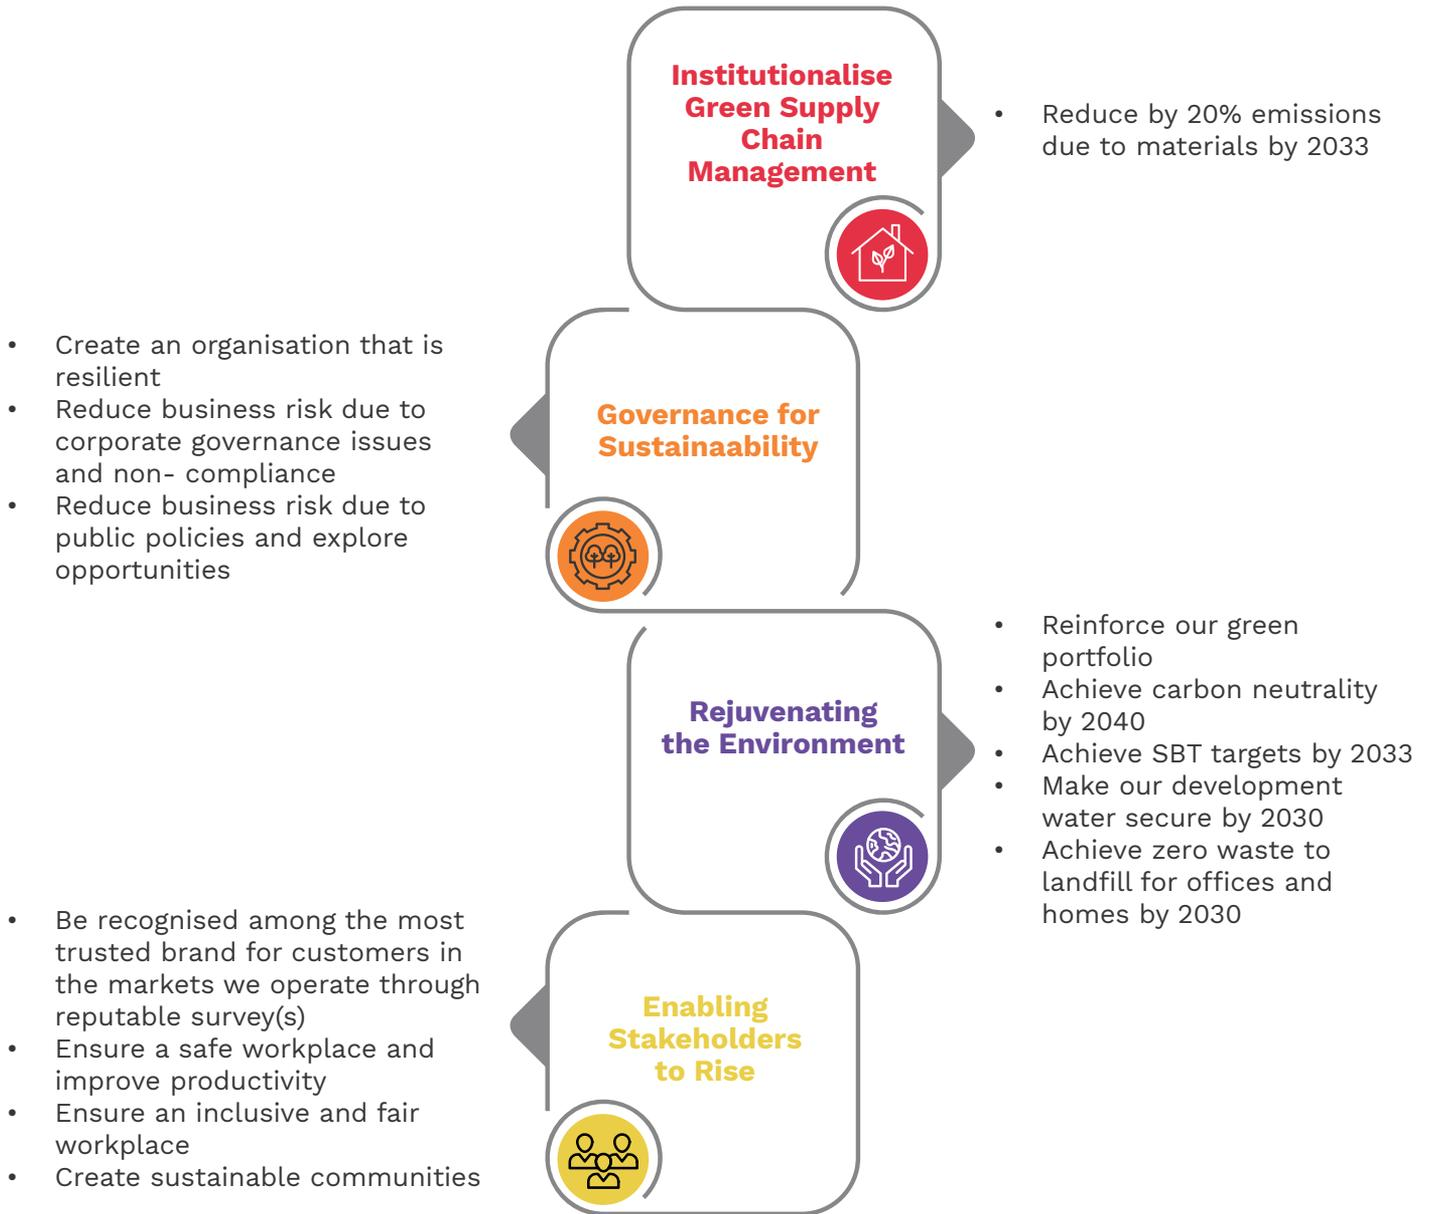 Institutionalise
Green Supply
Chain
Management
• Reduce by 20% emissions
due to materials by 2033
• Create an organisation that is
resilient
• Reduce business risk due to
corporate governance issues
and non- compliance
• Reduce business risk due to
public policies and explore
opportunities
Governance for
Sustainaability
Rejuvenating
the Environment
• Reinforce our green
portfolio
• Achieve carbon neutrality
by 2040
• Achieve SBT targets by 2033
• Make our development
water secure by 2030
• Achieve zero waste to
landfill for offices and
homes by 2030
• Be recognised among the most
trusted brand for customers in
the markets we operate through
reputable survey(s)
• Ensure a safe workplace and
improve productivity
• Ensure an inclusive and fair
workplace
• Create sustainable communities
Enabling
Stakeholders
to Rise